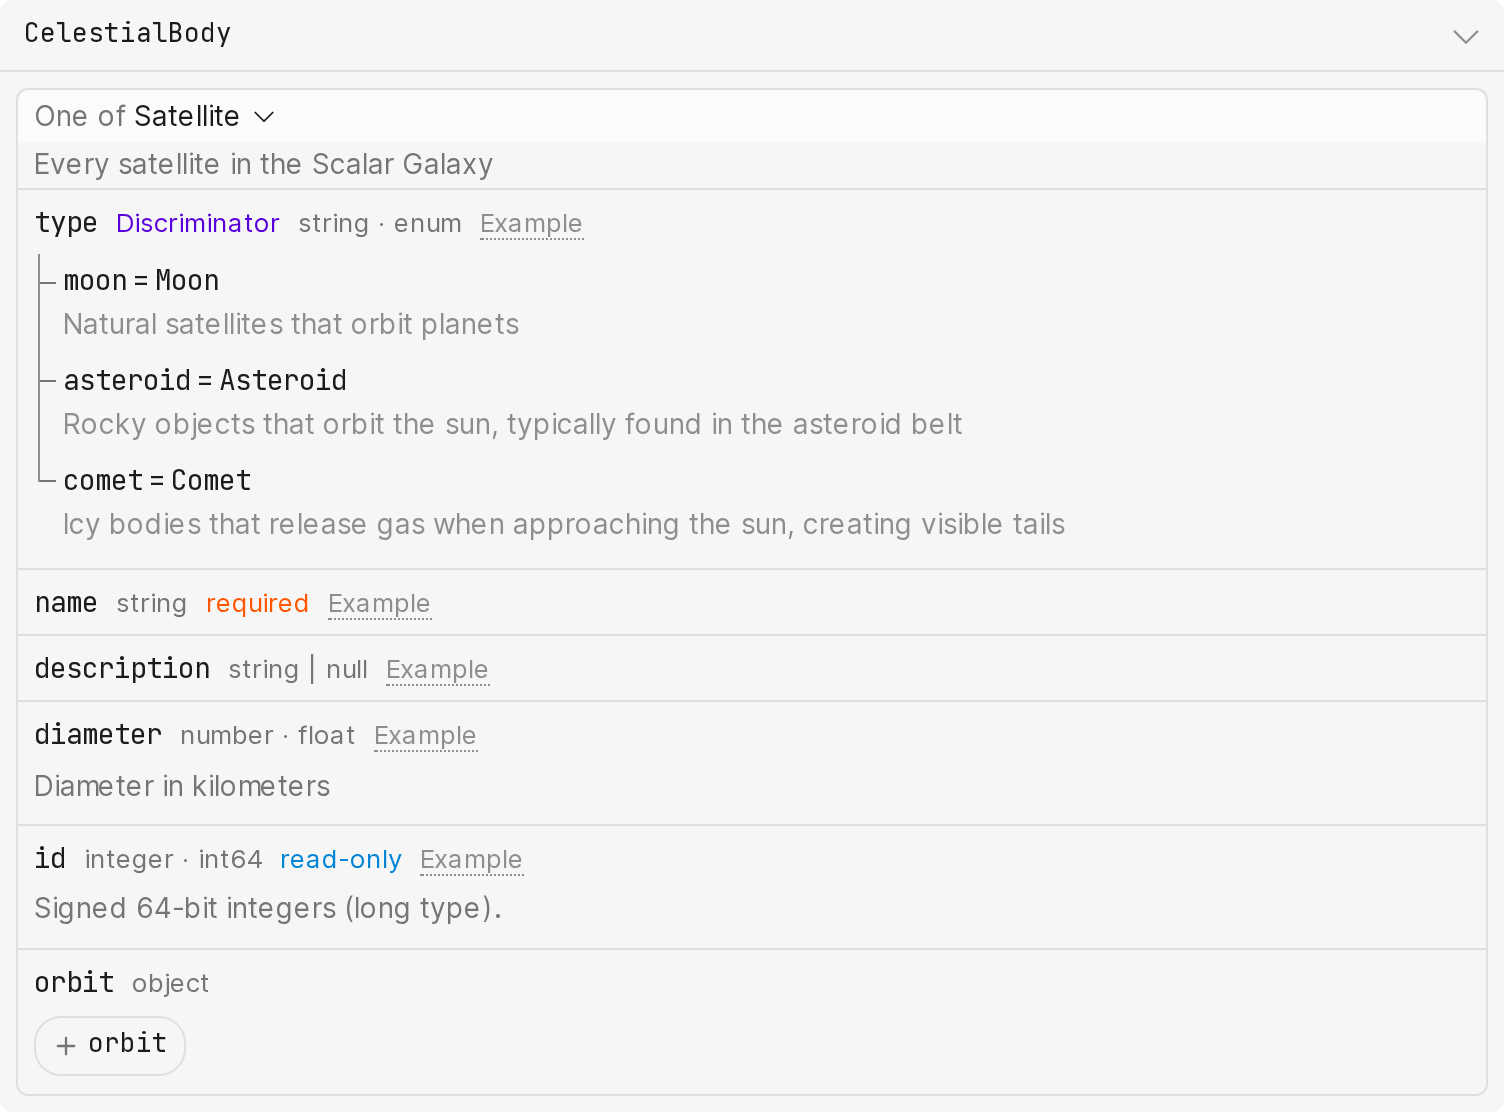 CelestialBody
One of Satellite
Every satellite in the Scalar Galaxy
type Discriminator string · enum Example
moon = Moon
Natural satellites that orbit planets
asteroid = Asteroid
Rocky objects that orbit the sun, typically found in the asteroid belt
comet = Comet
Icy bodies that release gas when approaching the sun, creating visible tails
name string required Example
description string | null Example
diameter number · float Example
Diameter in kilometers
id integer · int64 read-only Example
Signed 64-bit integers (long type).
orbit object
+ orbit